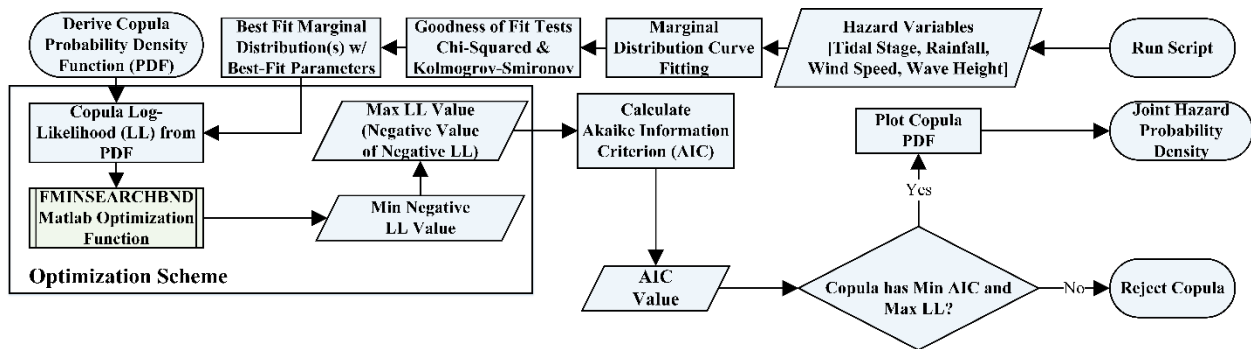 Derive Copula
Probability Density
Function (PDF)
Best Fit Marginal
Distribution(s) w/
Best-Fit Parameters
Goodness of Fit Tests
Chi-Squared &
Kolmogrov-Smironov
Marginal
Distribution Curve
Fitting
Hazard Variables
[Tidal Stage, Rainfall,
Wind Speed, Wave Height]
Run Script
Copula Log-
Likelihood (LL) from
PDF
Max LL Value
(Negative Value
of Negative LL)
Calculate
Akaike Information
Criterion (AIC)
Plot Copula
PDF
Joint Hazard
Probability
Density
FMINSEARCHBND
Matlab Optimization
Function
Min Negative
LL Value
Yes
Optimization Scheme
AIC
Value
Copula has Min AIC and
Max LL?
No
Reject Copula